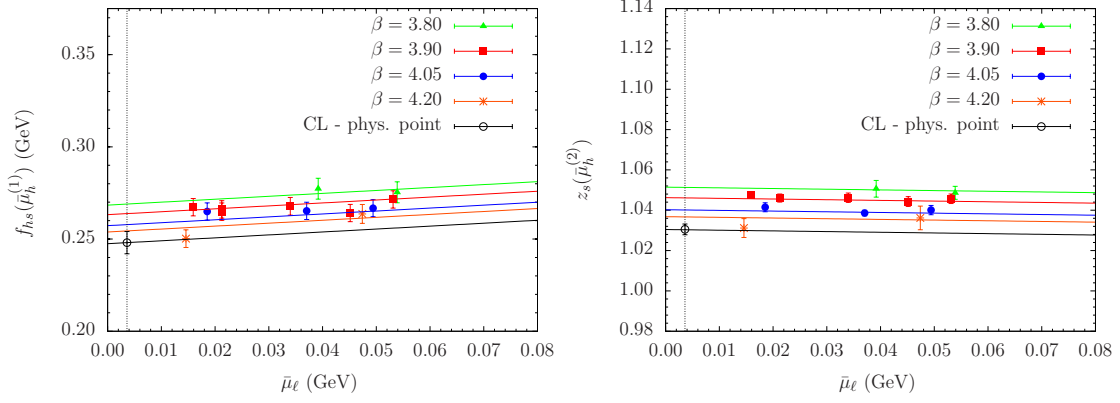 f_{hs}(μ̄_h^{(1)}) (GeV)
0.35
0.30
0.25
0.20
β = 3.80
β = 3.90
β = 4.05
β = 4.20
CL - phys. point
0.00 0.01 0.02 0.03 0.04 0.05 0.06 0.07 0.08
μ̄_ℓ (GeV)
z_s(μ̄_h^{(2)})
1.14
1.12
1.10
1.08
1.06
1.04
1.02
1.00
0.98
β = 3.80
β = 3.90
β = 4.05
β = 4.20
CL - phys. point
0.00 0.01 0.02 0.03 0.04 0.05 0.06 0.07 0.08
μ̄_ℓ (GeV)